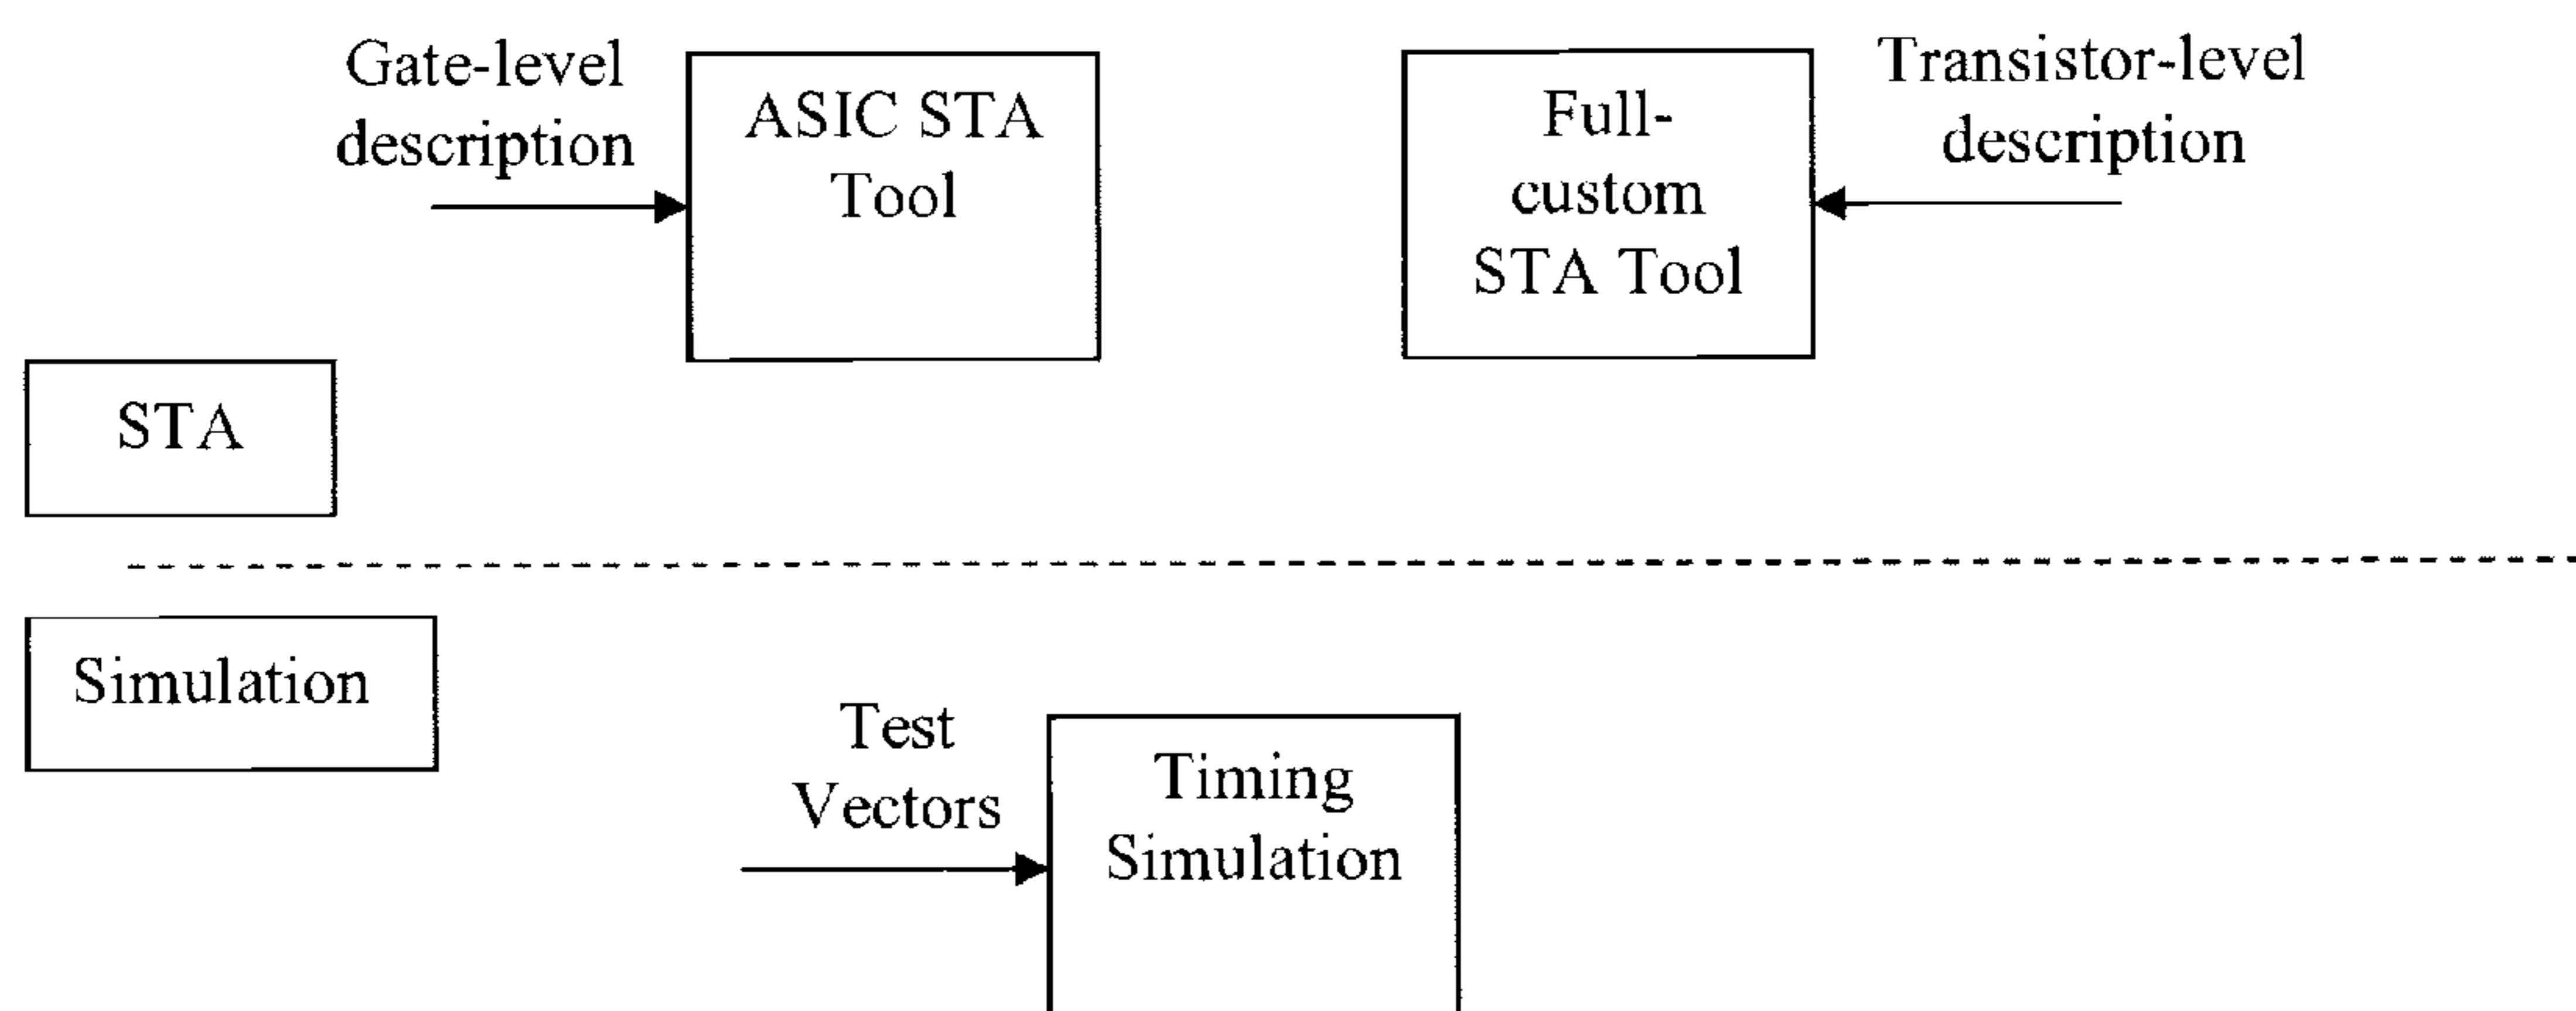 Gate-level
description
ASIC STA
Tool
Full-
custom
STA Tool
Transistor-level
description
STA
Simulation
Test
Vectors
Timing
Simulation